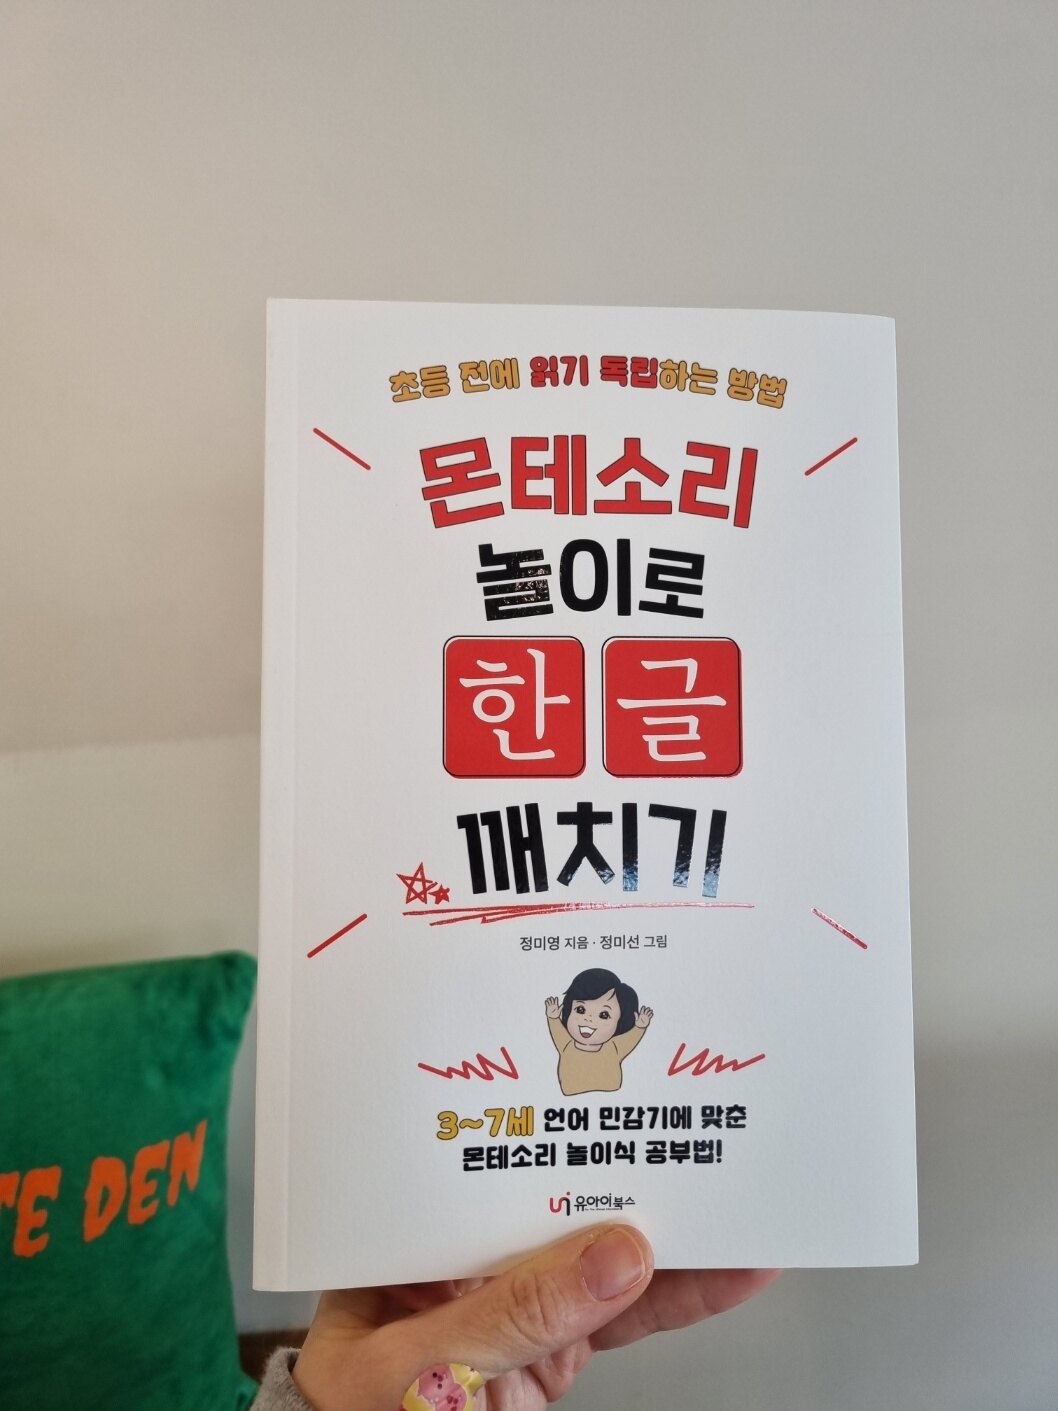 초등 전에 읽기 독립하는 방법
몬테소리
놀이로
한글
깨치기
정미영 지음 · 정미선 그림
3~7세 언어 민감기에 맞춘
몬테소리 놀이식 공부법!
유아이북스
TE DEN